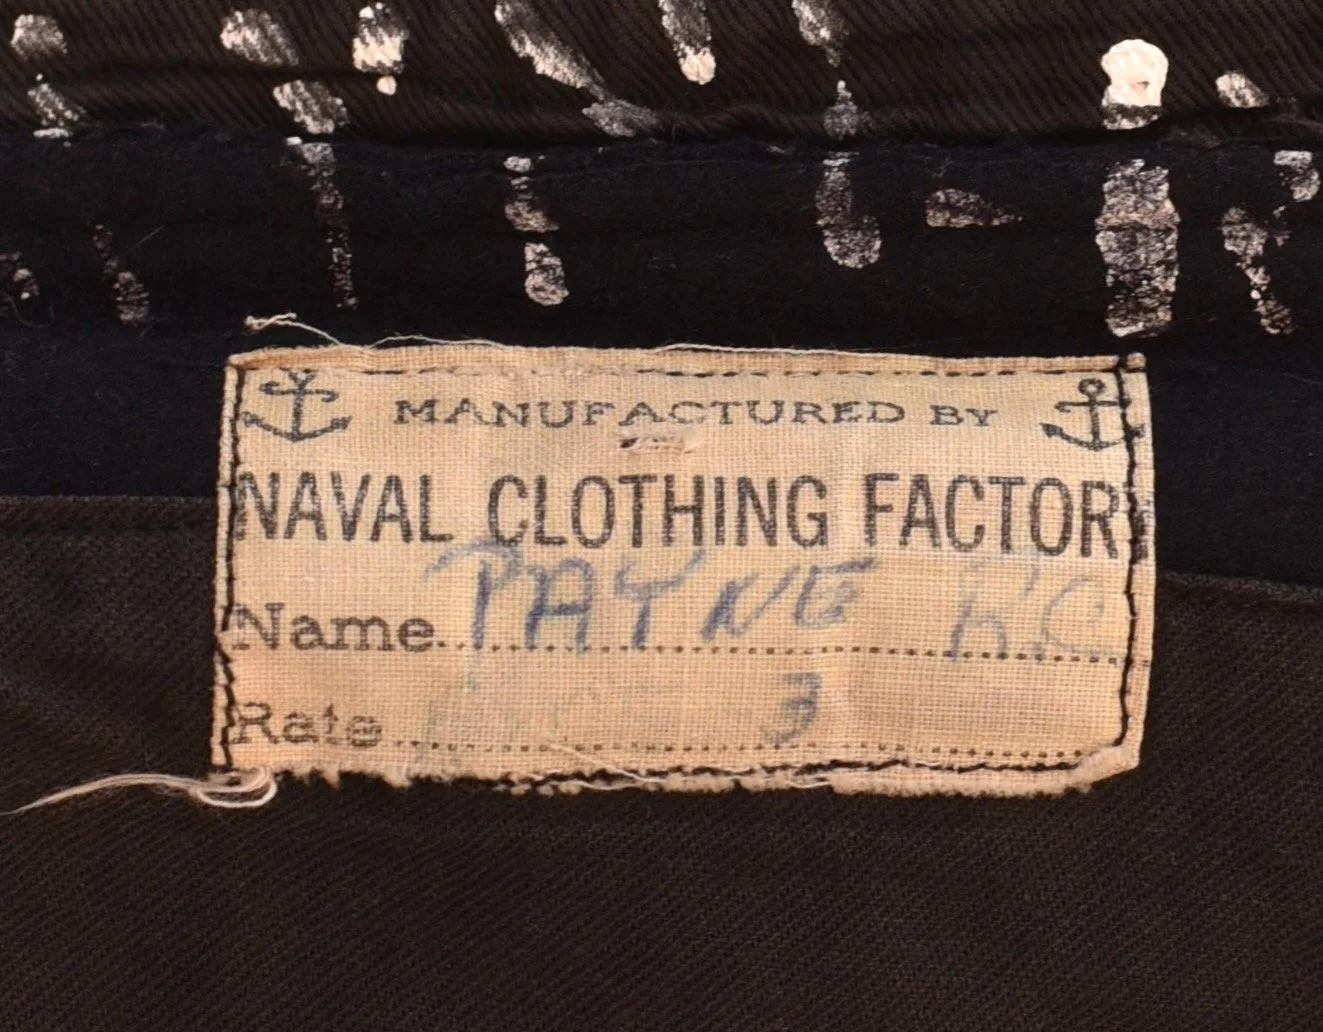 MANUFACTURED BY
NAVAL CLOTHING FACTORY
Name PAYNE
Rate 3